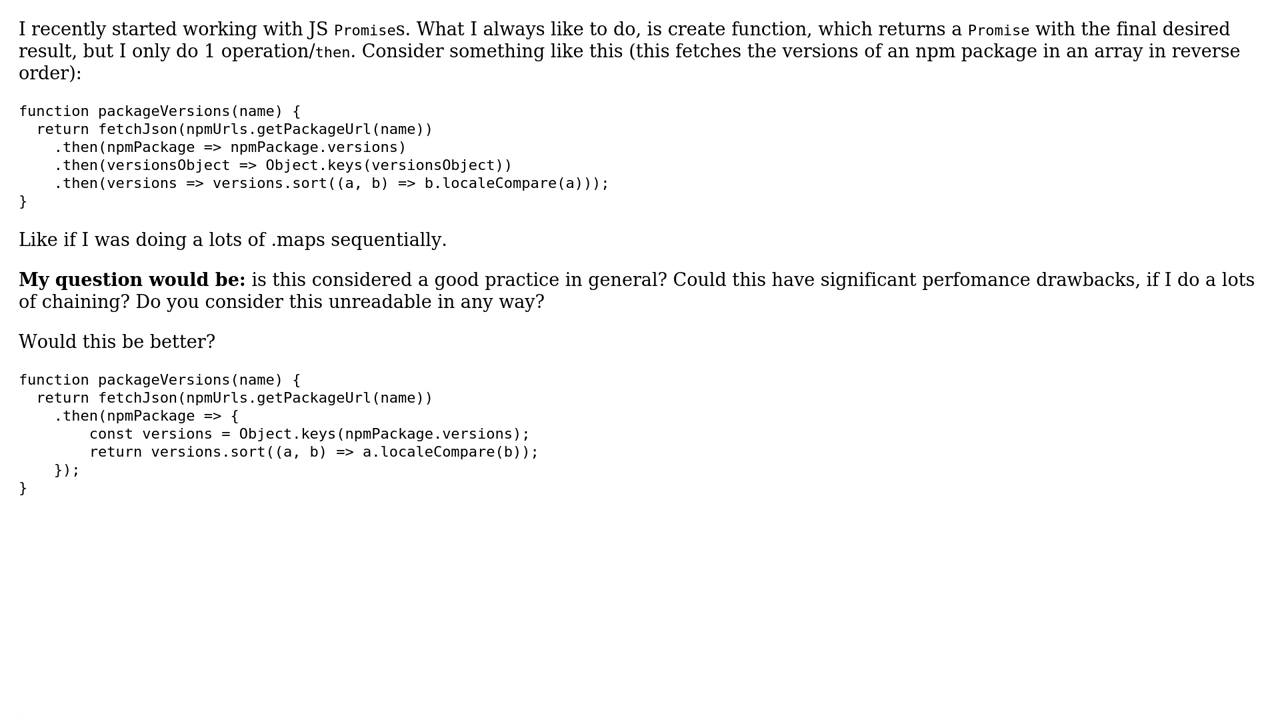 I recently started working with JS Promises. What I always like to do, is create function, which returns a Promise with the final desired
result, but I only do 1 operation/then. Consider something like this (this fetches the versions of an npm package in an array in reverse
order):
function packageVersions(name) {
  return fetchJson(npmUrls.getPackageUrl(name))
    .then(npmPackage => npmPackage.versions)
    .then(versionsObject => Object.keys(versionsObject))
    .then(versions => versions.sort((a, b) => b.localeCompare(a)));
}
Like if I was doing a lots of .maps sequentially.
My question would be: is this considered a good practice in general? Could this have significant perfomance drawbacks, if I do a lots
of chaining? Do you consider this unreadable in any way?
Would this be better?
function packageVersions(name) {
  return fetchJson(npmUrls.getPackageUrl(name))
    .then(npmPackage => {
        const versions = Object.keys(npmPackage.versions);
        return versions.sort((a, b) => a.localeCompare(b));
    });
}